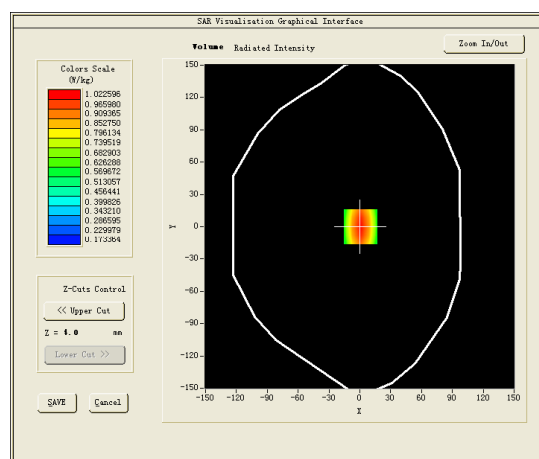 SAR Visualisation Graphical Interface
Volume Radiated Intensity
Zoom In/Out
Colors Scale
(W/kg)
1.022596
0.965980
0.909365
0.852750
0.796134
0.739519
0.682903
0.626288
0.569672
0.513057
0.456441
0.399826
0.343210
0.286595
0.229979
0.173364
Z-Cuts Control
<< Upper Cut
Z = 4.0 mm
Lower Cut >>
SAVE
Cancel
150
120
90
60
30
0
-30
-60
-90
-120
-150
Y
-150 -120 -90 -60 -30 0 30 60 90 120 150
X